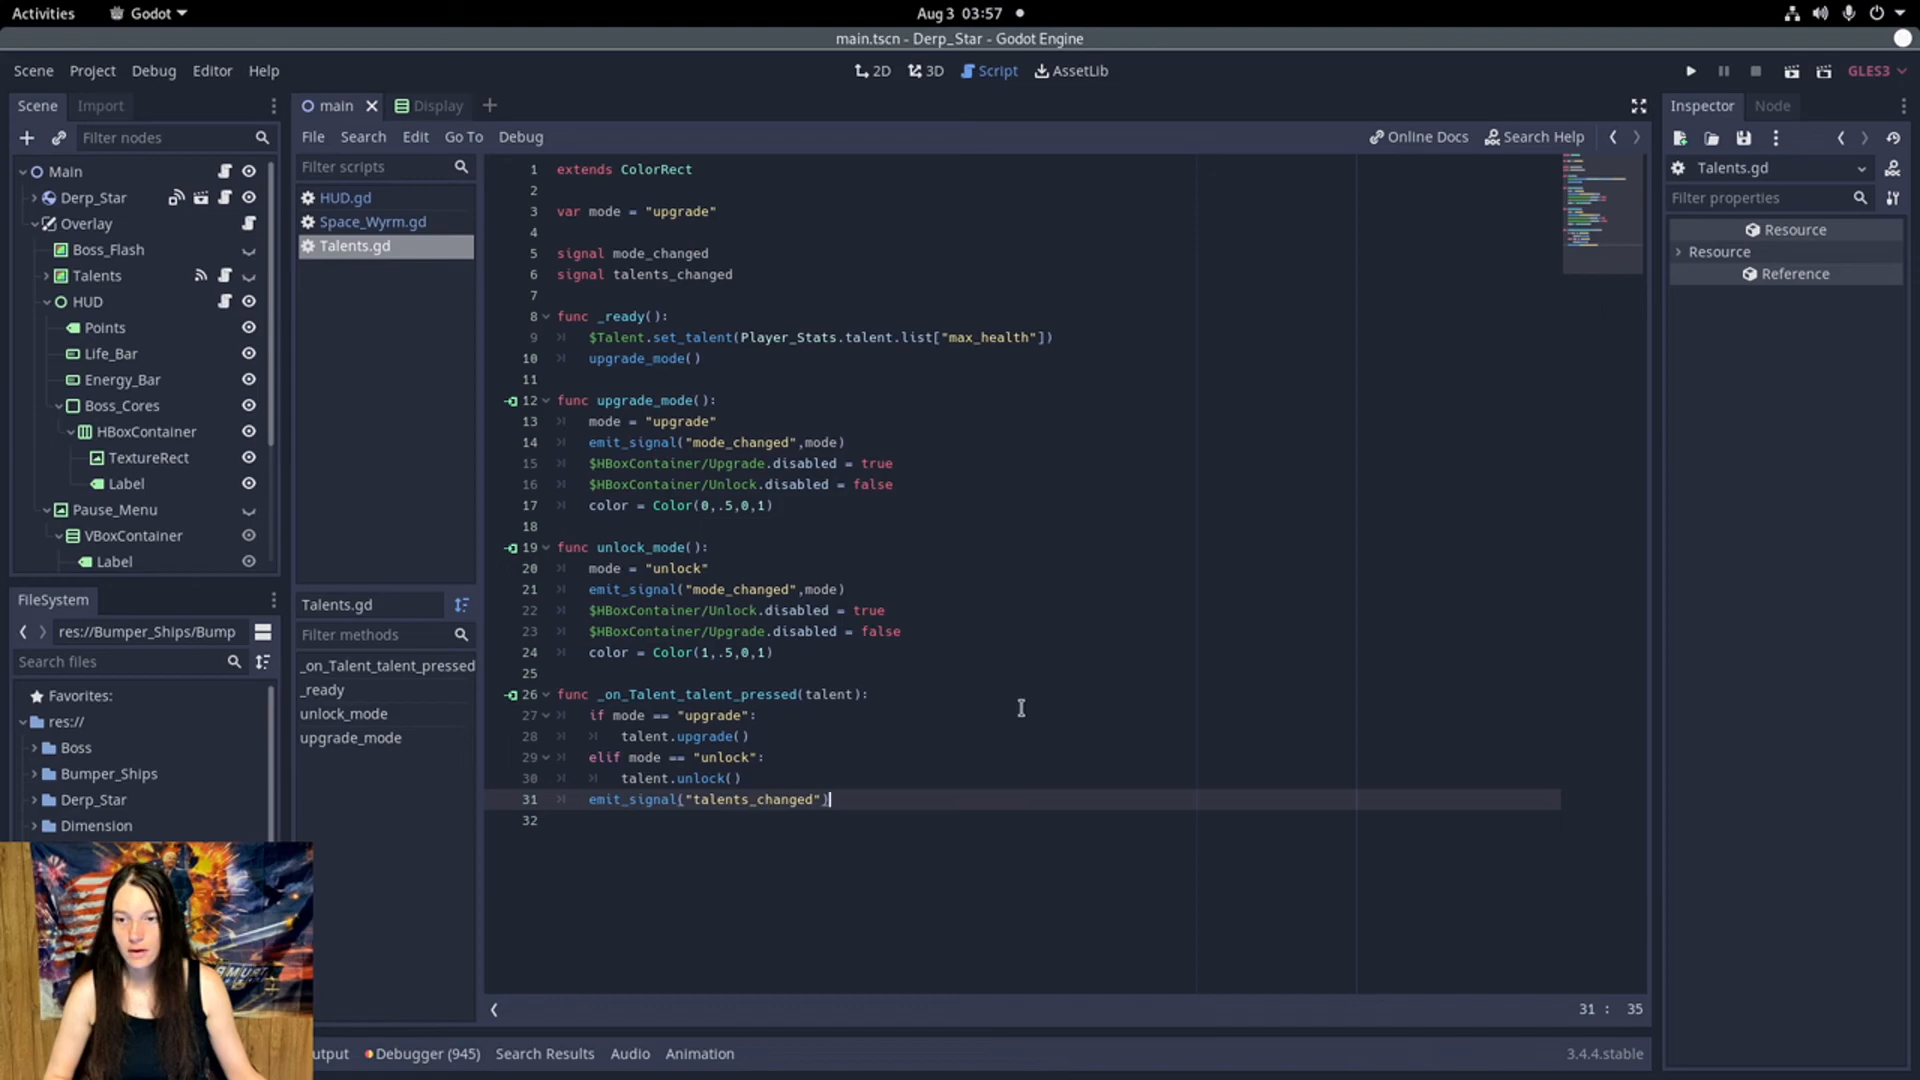 Activities
Godot
Aug 3 03:57
main.tscn - Derp_Star - Godot Engine
Scene Project Debug Editor Help
2D 3D Script AssetLib
GLES3
Scene Import
main Display
Inspector Node
Filter nodes
File Search Edit Go To Debug
Online Docs Search Help
Filter scripts
Talents.gd
Filter properties
Resource
Resource
Reference
Main
Derp_Star
Overlay
Boss_Flash
Talents
HUD
Points
Life_Bar
Energy_Bar
Boss_Cores
HBoxContainer
TextureRect
Label
Pause_Menu
VBoxContainer
Label
HUD.gd
Space_Wyrm.gd
Talents.gd
Talents.gd
Filter methods
_on_Talent_talent_pressed
_ready
unlock_mode
upgrade_mode
FileSystem
res://Bumper_Ships/Bump
Search files
Favorites:
res://
Boss
Bumper_Ships
Derp_Star
Dimension
1 extends ColorRect
2
3 var mode = "upgrade"
4
5 signal mode_changed
6 signal talents_changed
7
8 func _ready():
9 $Talent.set_talent(Player_Stats.talent.list["max_health"])
10 upgrade_mode()
11
12 func upgrade_mode():
13 mode = "upgrade"
14 emit_signal("mode_changed",mode)
15 $HBoxContainer/Upgrade.disabled = true
16 $HBoxContainer/Unlock.disabled = false
17 color = Color(0,.5,0,1)
18
19 func unlock_mode():
20 mode = "unlock"
21 emit_signal("mode_changed",mode)
22 $HBoxContainer/Unlock.disabled = true
23 $HBoxContainer/Upgrade.disabled = false
24 color = Color(1,.5,0,1)
25
26 func _on_Talent_talent_pressed(talent):
27 if mode == "upgrade":
28 talent.upgrade()
29 elif mode == "unlock":
30 talent.unlock()
31 emit_signal("talents_changed")
32
31 : 35
utput Debugger (945) Search Results Audio Animation
3.4.4.stable